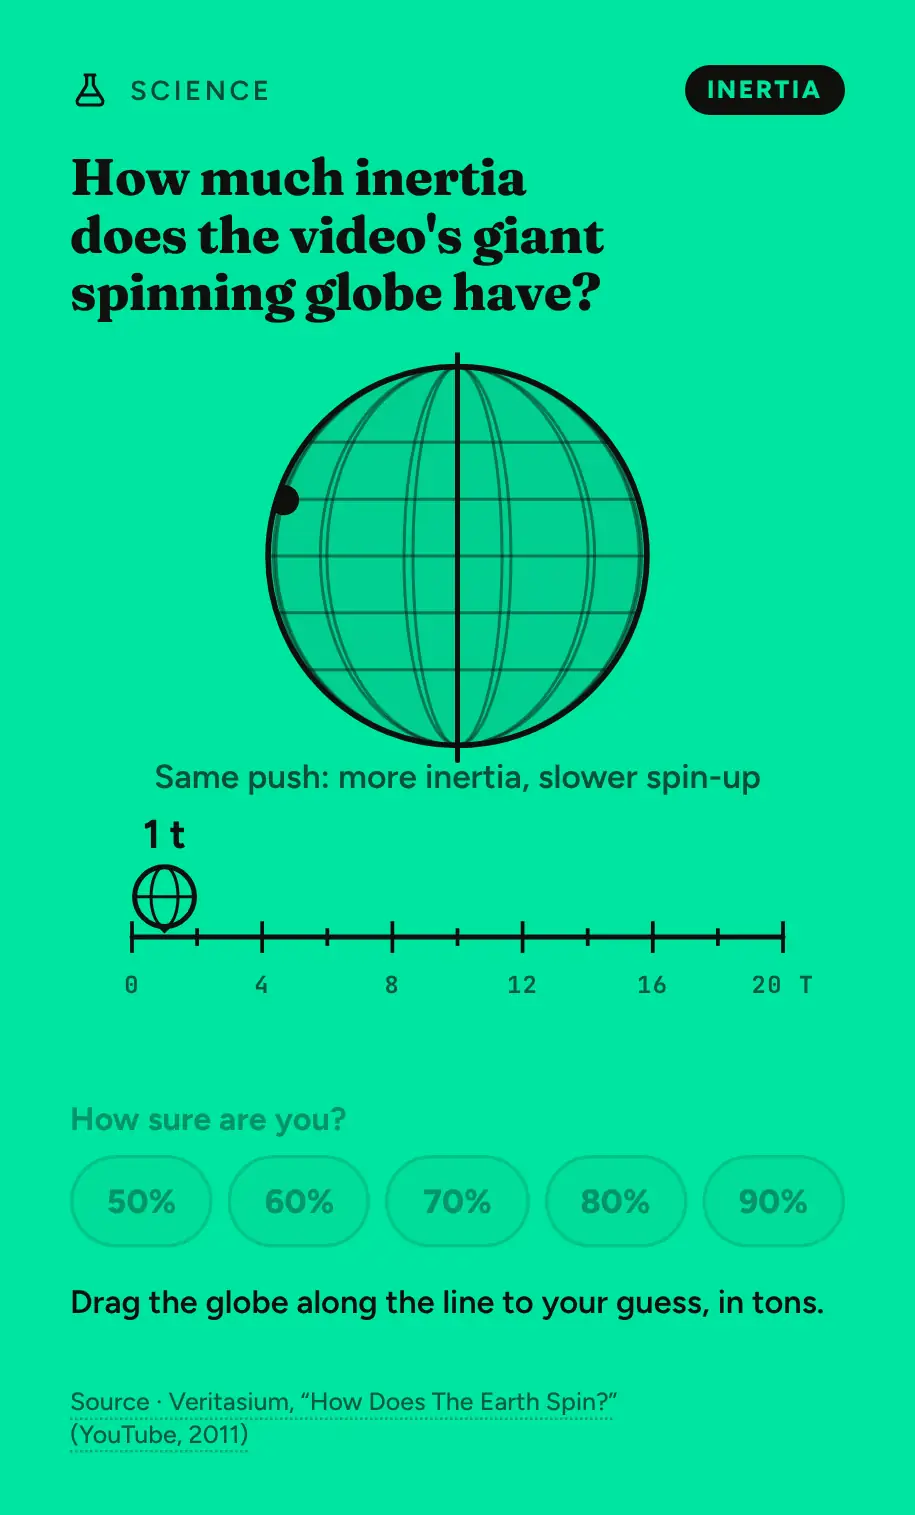 SCIENCE
INERTIA
How much inertia
does the video's giant
spinning globe have?
Same push: more inertia, slower spin-up
1 t
0 4 8 12 16 20 T
How sure are you?
50% 60% 70% 80% 90%
Drag the globe along the line to your guess, in tons.
Source · Veritasium, “How Does The Earth Spin?”
(YouTube, 2011)